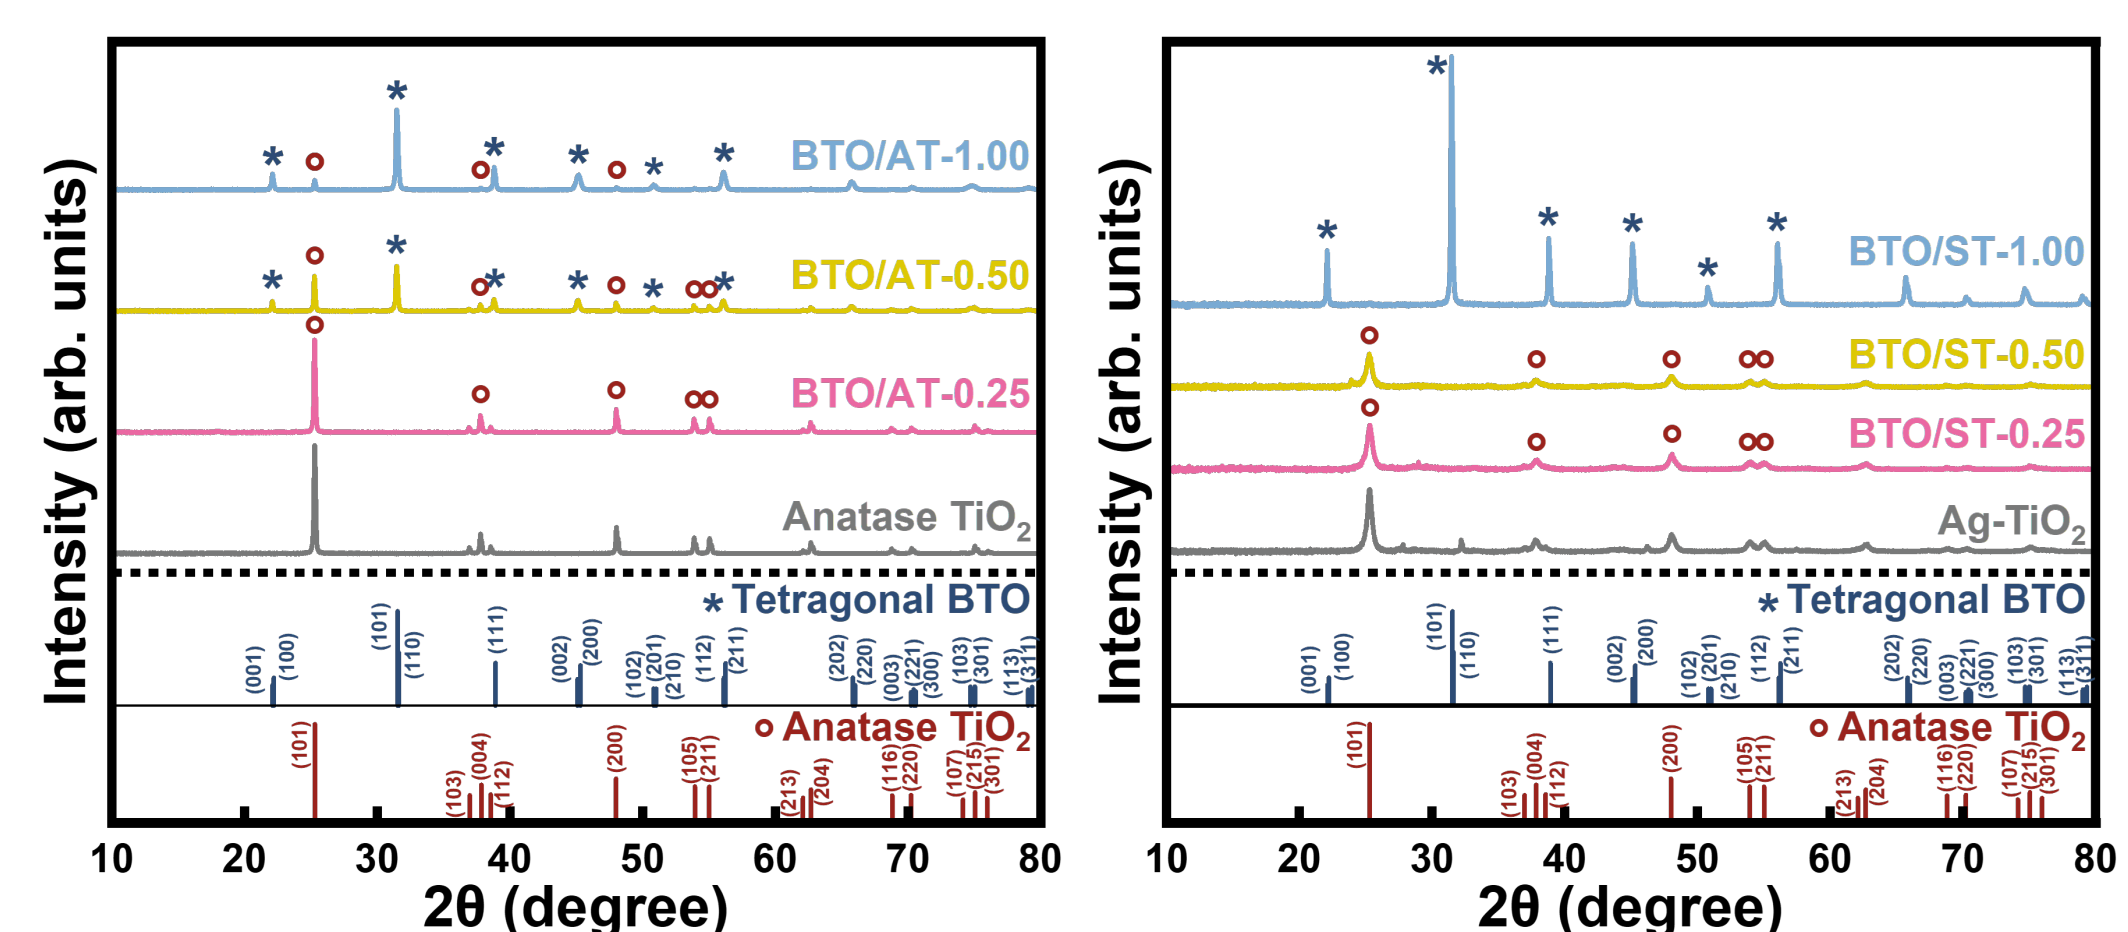 Intensity (arb. units)
* * * * * * *
BTO/AT-1.00
* * * * * * *
BTO/AT-0.50
BTO/AT-0.25
Anatase TiO2
* Tetragonal BTO
(001) (100) (101) (110) (111) (002) (200) (102) (201) (210) (112) (211) (202) (220) (003) (221) (300) (103) (301) (113) (311)
Anatase TiO2
(101) (103) (004) (112) (200) (105) (211) (213) (204) (116) (220) (107) (215) (301)
10 20 30 40 50 60 70 80
2θ (degree)
Intensity (arb. units)
* * * * * * *
BTO/ST-1.00
BTO/ST-0.50
BTO/ST-0.25
Ag-TiO2
* Tetragonal BTO
(001) (100) (101) (110) (111) (002) (200) (102) (201) (210) (112) (211) (202) (220) (003) (221) (300) (103) (301) (113) (311)
Anatase TiO2
(101) (103) (004) (112) (200) (105) (211) (213) (204) (116) (220) (107) (215) (301)
10 20 30 40 50 60 70 80
2θ (degree)